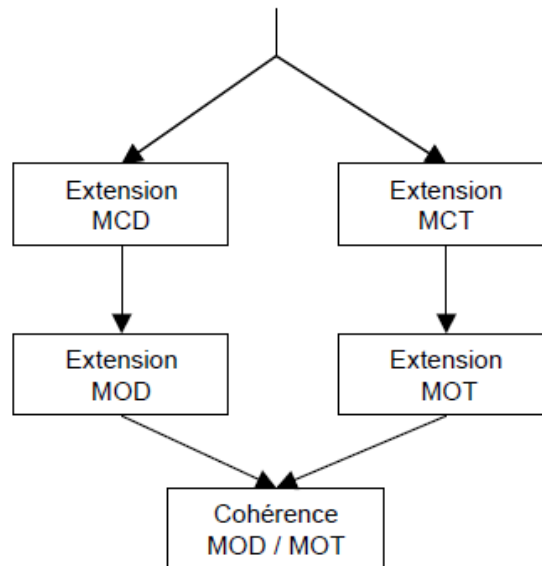 Extension
MCD
Extension
MCT
Extension
MOD
Extension
MOT
Cohérence
MOD / MOT